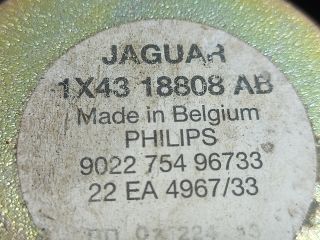 JAGUAR
1X43 18808 AB
Made in Belgium
PHILIPS
9022 754 96733
22 EA 4967/33